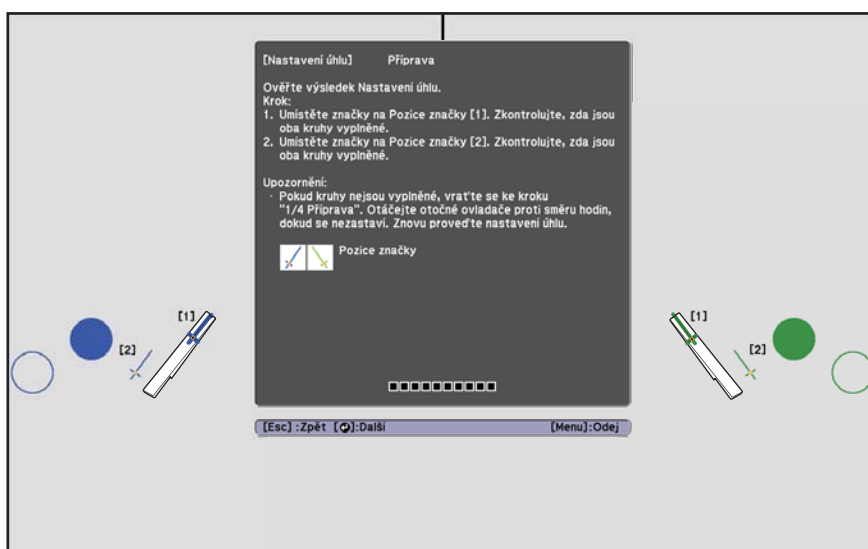 [Nastavení úhlu] Příprava
Ověřte výsledek Nastavení úhlu.
Krok:
1. Umístěte značky na Pozice značky [1]. Zkontrolujte, zda jsou
oba kruhy vyplněné.
2. Umístěte značky na Pozice značky [2]. Zkontrolujte, zda jsou
oba kruhy vyplněné.
Upozornění:
· Pokud kruhy nejsou vyplněné, vraťte se ke kroku
"1/4 Příprava". Otáčejte otočné ovladače proti směru hodin,
dokud se nezastaví. Znovu proveďte nastavení úhlu.
Pozice značky
[1]
[2]
[1]
[2]
[Esc] :Zpět [↵]:Další [Menu]:Odej